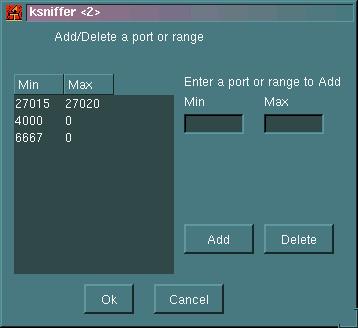 ksniffer <2>
Add/Delete a port or range
Min Max
27015 27020
4000 0
6667 0
Enter a port or range to Add
Min Max
Add Delete
Ok Cancel